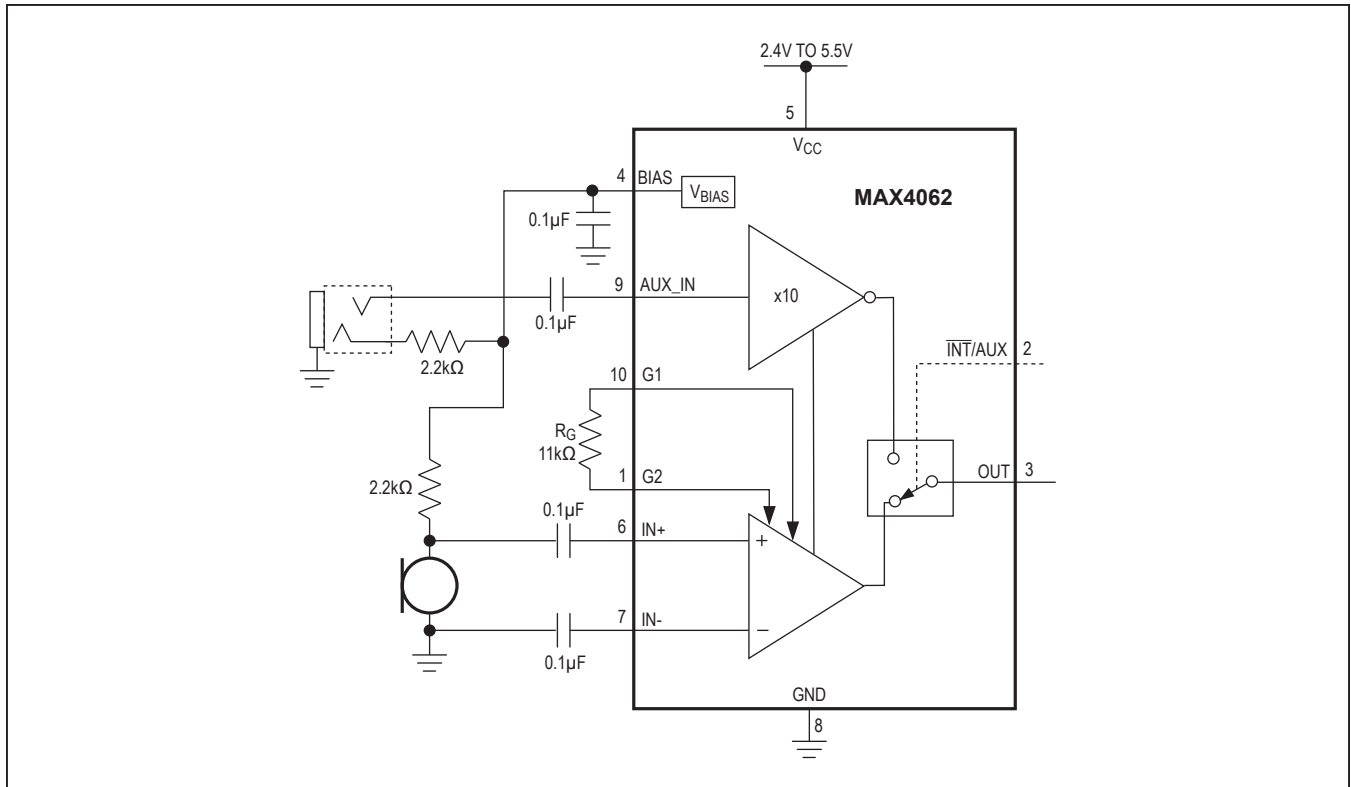 2.4V TO 5.5V
5
VCC
4 BIAS
VBIAS
MAX4062
0.1µF
9 AUX_IN
x10
0.1µF
2.2kΩ
I̅N̅T̅/AUX 2
10 G1
RG
11kΩ
1 G2
OUT 3
2.2kΩ
0.1µF
6 IN+
+
7 IN-
−
0.1µF
GND
8